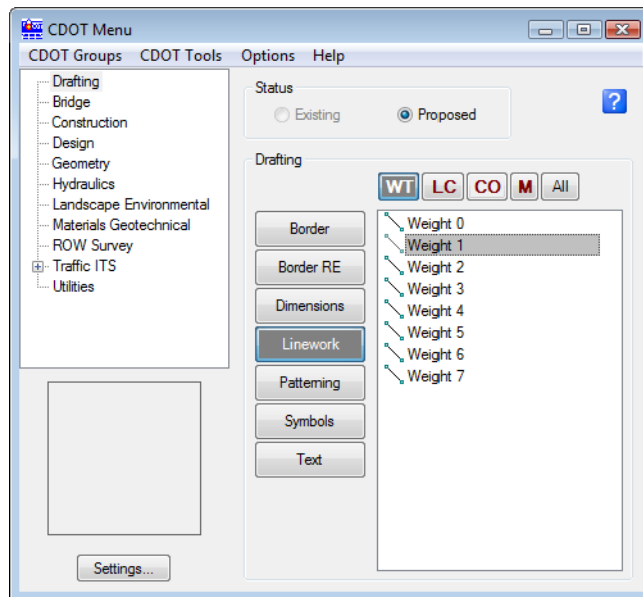 CDOT Menu
CDOT Groups CDOT Tools Options Help
Drafting
Bridge
Construction
Design
Geometry
Hydraulics
Landscape Environmental
Materials Geotechnical
ROW Survey
Traffic ITS
Utilities
Settings...
Status
Existing Proposed
?
Drafting
WT LC CO M All
Border
Border RE
Dimensions
Linework
Patterning
Symbols
Text
Weight 0
Weight 1
Weight 2
Weight 3
Weight 4
Weight 5
Weight 6
Weight 7